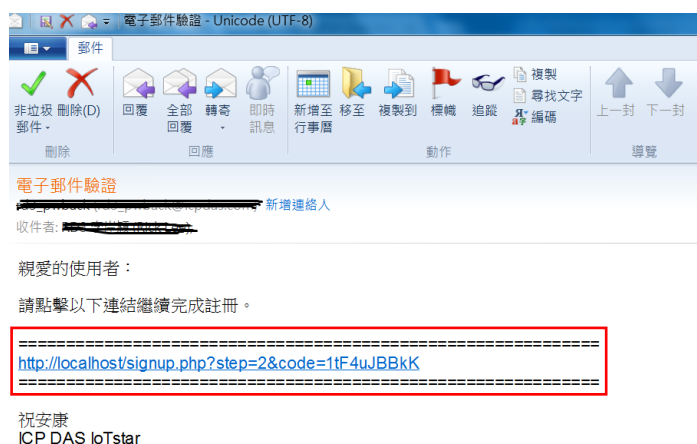 電子郵件驗證 - Unicode (UTF-8)
郵件
非垃圾郵件 刪除(D) 回覆 全部回覆 轉寄 即時訊息 新增至行事曆 移至 複製到 標幟 追蹤 複製 尋找文字 編碼 上一封 下一封
刪除 回應 動作 導覽
電子郵件驗證
新增連絡人
收件者:
親愛的使用者：
請點擊以下連結繼續完成註冊。
==============================================================
http://localhost/signup.php?step=2&code=1tF4uJBBkK
==============================================================
祝安康
ICP DAS IoTstar